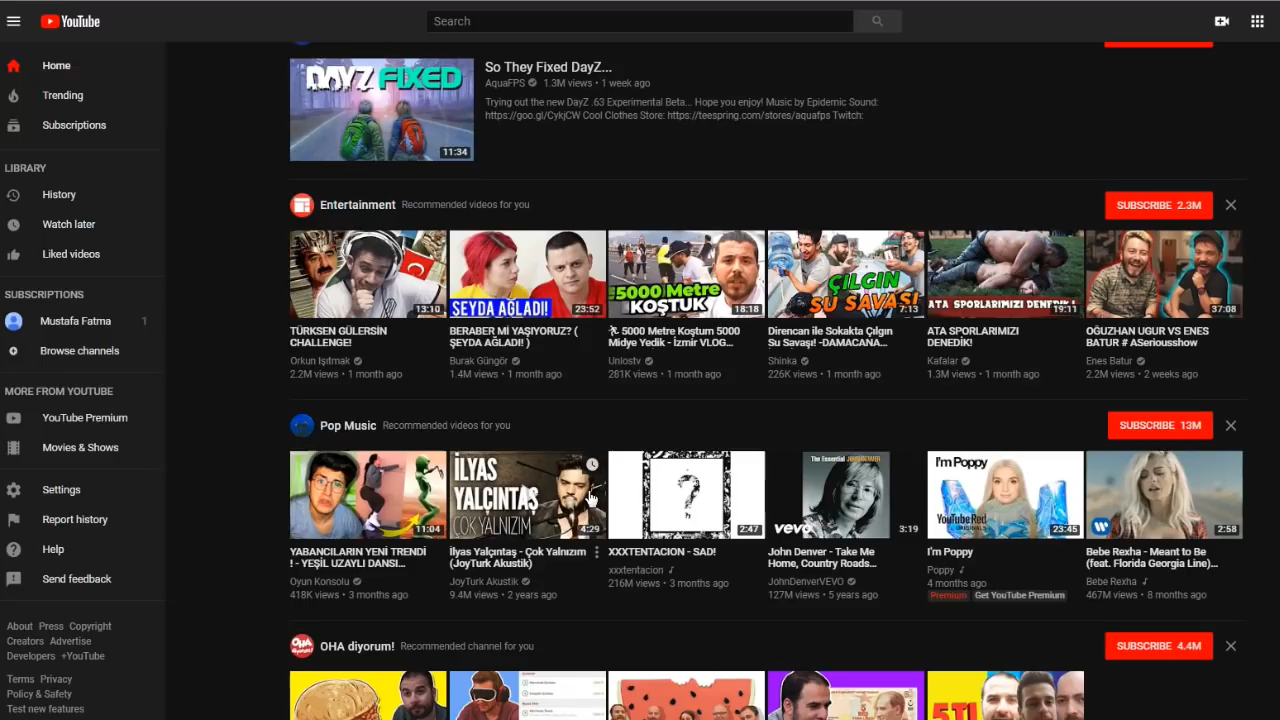 YouTube
Search
Home
Trending
Subscriptions
LIBRARY
History
Watch later
Liked videos
SUBSCRIPTIONS
Mustafa Fatma 1
Browse channels
MORE FROM YOUTUBE
YouTube Premium
Movies & Shows
Settings
Report history
Help
Send feedback
About Press Copyright
Creators Advertise
Developers +YouTube
Terms Privacy
Policy & Safety
Test new features
DAYZ FIXED
11:34
So They Fixed DayZ...
AquaFPS 1.3M views • 1 week ago
Trying out the new DayZ .63 Experimental Beta... Hope you enjoy! Music by Epidemic Sound:
https://goo.gl/CykjCW Cool Clothes Store: https://teespring.com/stores/aquafps Twitch:
Entertainment Recommended videos for you
SUBSCRIBE 2.3M
13:10
TÜRKSEN GÜLERSİN
CHALLENGE!
Orkun Işıtmak
2.2M views • 1 month ago
ŞEYDA AĞLADI!
23:52
BERABER Mİ YAŞIYORUZ? (
ŞEYDA AĞLADI! )
Burak Güngör
1.4M views • 1 month ago
5000 Metre
KOŞTUK
18:18
5000 Metre Koştum 5000
Midye Yedik - İzmir VLOG...
Unlostv
281K views • 1 month ago
ÇILGIN
SU SAVAŞI
7:13
Direncan ile Sokakta Çılgın
Su Savaşı! -DAMACANA...
Shinka
226K views • 1 month ago
ATA SPORLARIMIZI DENEDİK!
19:11
ATA SPORLARIMIZI
DENEDİK!
Kafalar
1.3M views • 1 month ago
37:08
OĞUZHAN UGUR VS ENES
BATUR # ASeriousshow
Enes Batur
2.2M views • 2 weeks ago
Pop Music Recommended videos for you
SUBSCRIBE 13M
11:04
YABANCILARIN YENİ TRENDİ
! - YEŞİL UZAYLI DANSI...
Oyun Konsolu
418K views • 3 months ago
İLYAS
YALÇINTAŞ
ÇOK YALNIZIM
4:29
İlyas Yalçıntaş - Çok Yalnızım
(JoyTurk Akustik)
JoyTurk Akustik
9.4M views • 2 years ago
?
2:47
XXXTENTACION - SAD!
xxxtentacion
216M views • 3 months ago
The Essential JOHN DENVER
vevo
3:19
John Denver - Take Me
Home, Country Roads...
JohnDenverVEVO
127M views • 5 years ago
I'm Poppy
YouTube Red
ORIGINALS
23:45
I'm Poppy
Poppy
4 months ago
Premium Get YouTube Premium
2:58
Bebe Rexha - Meant to Be
(feat. Florida Georgia Line)...
Bebe Rexha
467M views • 8 months ago
OHA diyorum! Recommended channel for you
SUBSCRIBE 4.4M